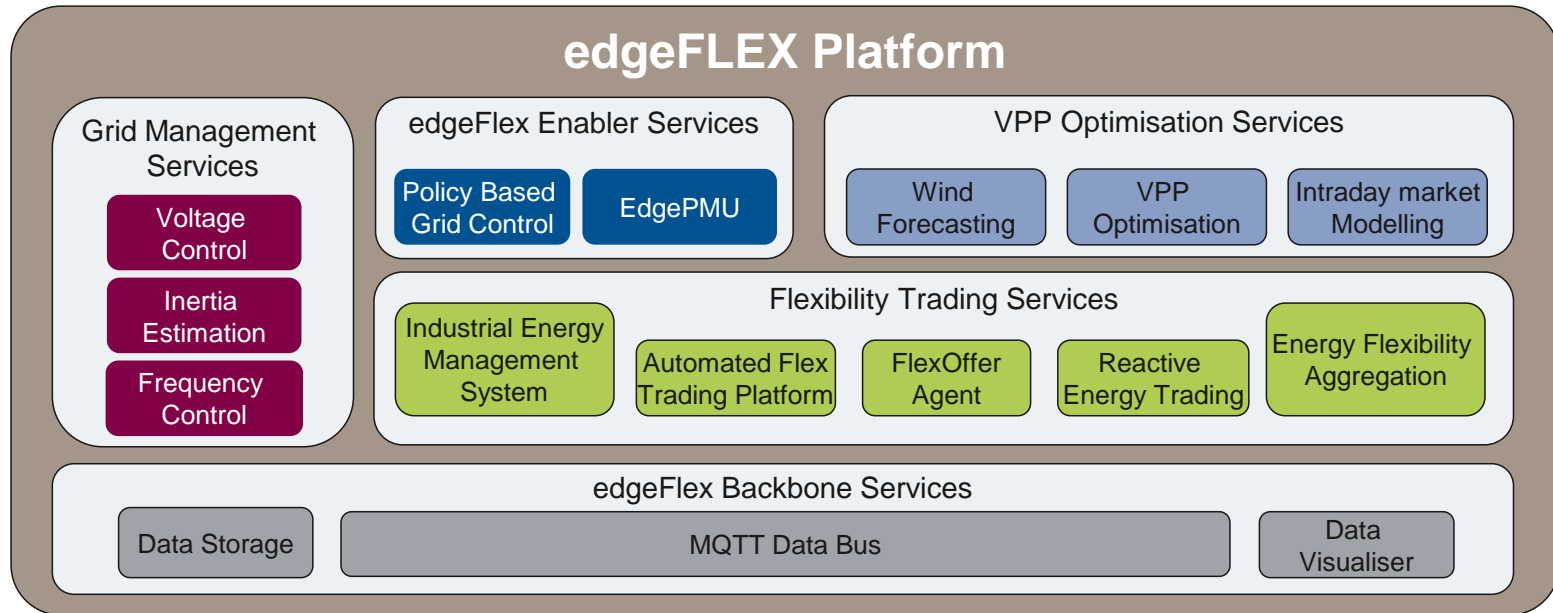 edgeFLEX Platform
Grid Management
Services
Voltage
Control
Inertia
Estimation
Frequency
Control
edgeFlex Enabler Services
Policy Based
Grid Control
EdgePMU
VPP Optimisation Services
Wind
Forecasting
VPP
Optimisation
Intraday market
Modelling
Flexibility Trading Services
Industrial Energy
Management
System
Automated Flex
Trading Platform
FlexOffer
Agent
Reactive
Energy Trading
Energy Flexibility
Aggregation
edgeFlex Backbone Services
Data Storage
MQTT Data Bus
Data
Visualiser